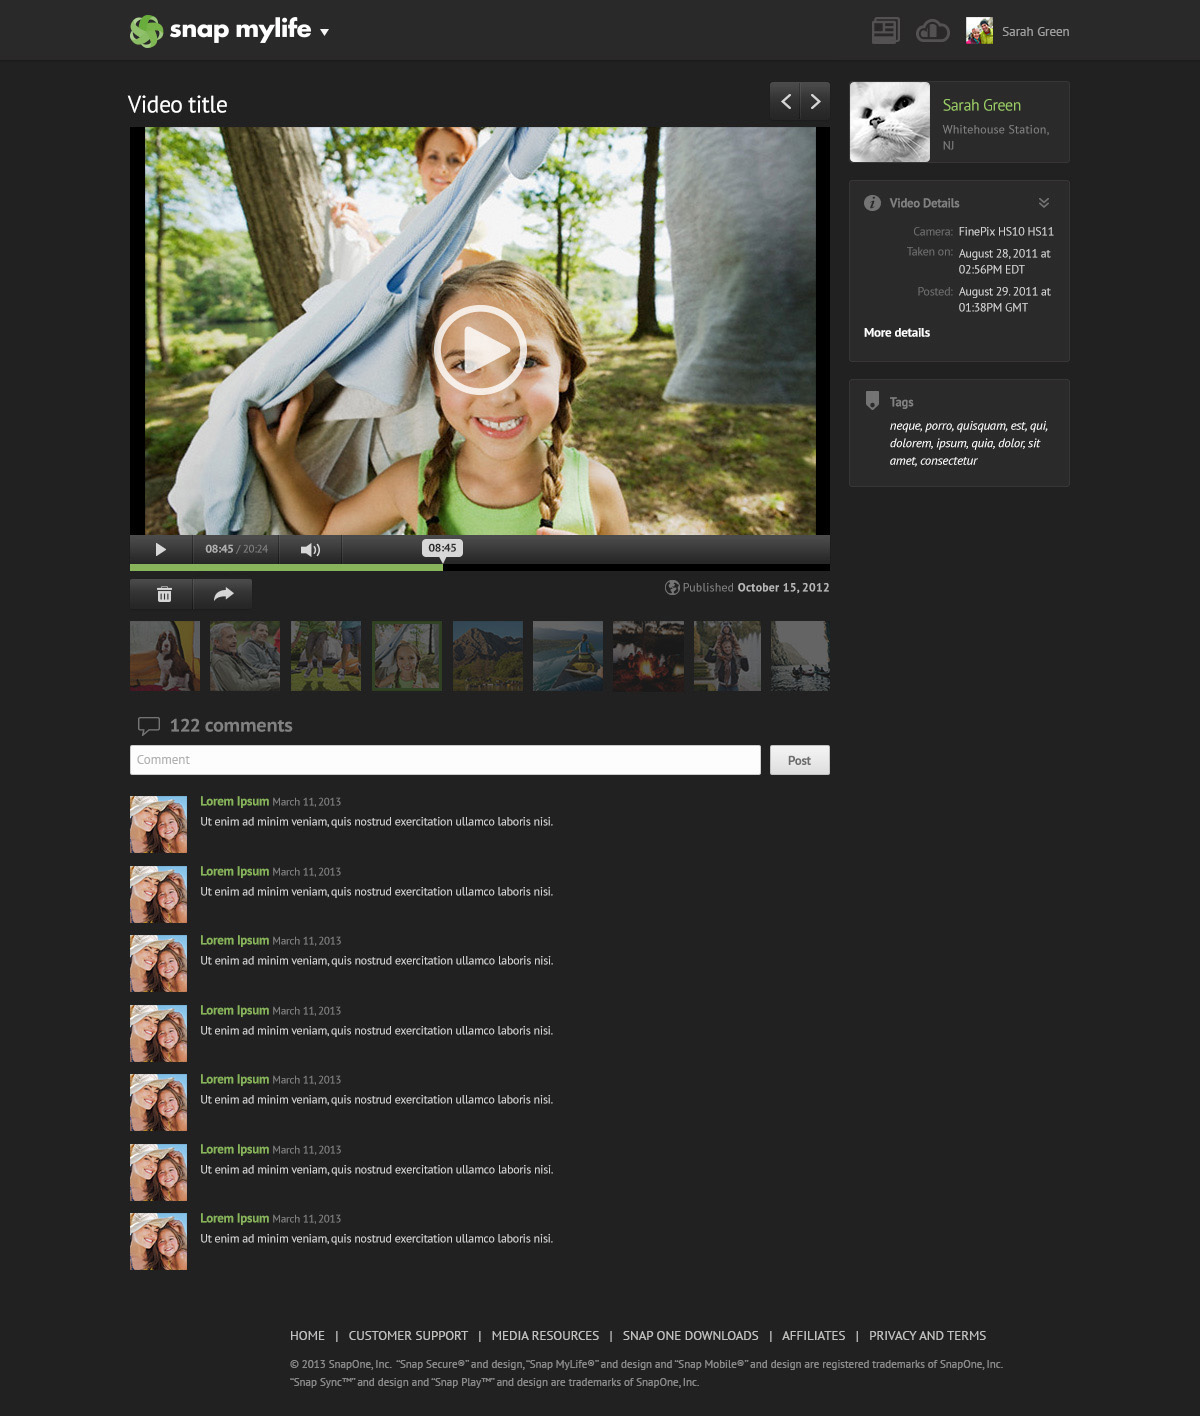 snap mylife
Sarah Green
Video title
Sarah Green
Whitehouse Station,
NJ
Video Details
Camera: FinePix HS10 HS11
Taken on: August 28, 2011 at
02:56PM EDT
Posted: August 29. 2011 at
01:38PM GMT
More details
Tags
neque, porro, quisquam, est, qui,
dolorem, ipsum, quia, dolor, sit
amet, consectetur
08:45 / 20:24
08:45
Published October 15, 2012
122 comments
Comment
Post
Lorem Ipsum March 11, 2013
Ut enim ad minim veniam, quis nostrud exercitation ullamco laboris nisi.
Lorem Ipsum March 11, 2013
Ut enim ad minim veniam, quis nostrud exercitation ullamco laboris nisi.
Lorem Ipsum March 11, 2013
Ut enim ad minim veniam, quis nostrud exercitation ullamco laboris nisi.
Lorem Ipsum March 11, 2013
Ut enim ad minim veniam, quis nostrud exercitation ullamco laboris nisi.
Lorem Ipsum March 11, 2013
Ut enim ad minim veniam, quis nostrud exercitation ullamco laboris nisi.
Lorem Ipsum March 11, 2013
Ut enim ad minim veniam, quis nostrud exercitation ullamco laboris nisi.
Lorem Ipsum March 11, 2013
Ut enim ad minim veniam, quis nostrud exercitation ullamco laboris nisi.
HOME | CUSTOMER SUPPORT | MEDIA RESOURCES | SNAP ONE DOWNLOADS | AFFILIATES | PRIVACY AND TERMS
© 2013 SnapOne, Inc. “Snap Secure®” and design, “Snap MyLife®” and design and “Snap Mobile®” and design are registered trademarks of SnapOne, Inc.
“Snap Sync™” and design and “Snap Play™” and design are trademarks of SnapOne, Inc.